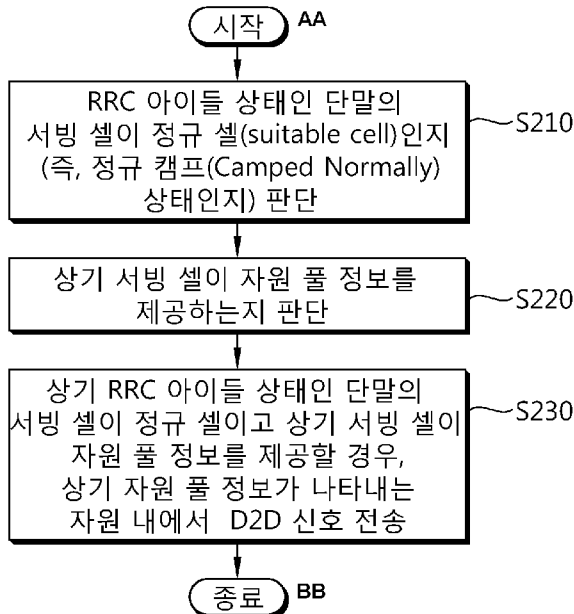 시작 AA
RRC 아이들 상태인 단말의
서빙 셀이 정규 셀(suitable cell)인지
(즉, 정규 캠프(Camped Normally)
상태인지) 판단
S210
상기 서빙 셀이 자원 풀 정보를
제공하는지 판단
S220
상기 RRC 아이들 상태인 단말의
서빙 셀이 정규 셀이고 상기 서빙 셀이
자원 풀 정보를 제공할 경우,
상기 자원 풀 정보가 나타내는
자원 내에서 D2D 신호 전송
S230
종료 BB